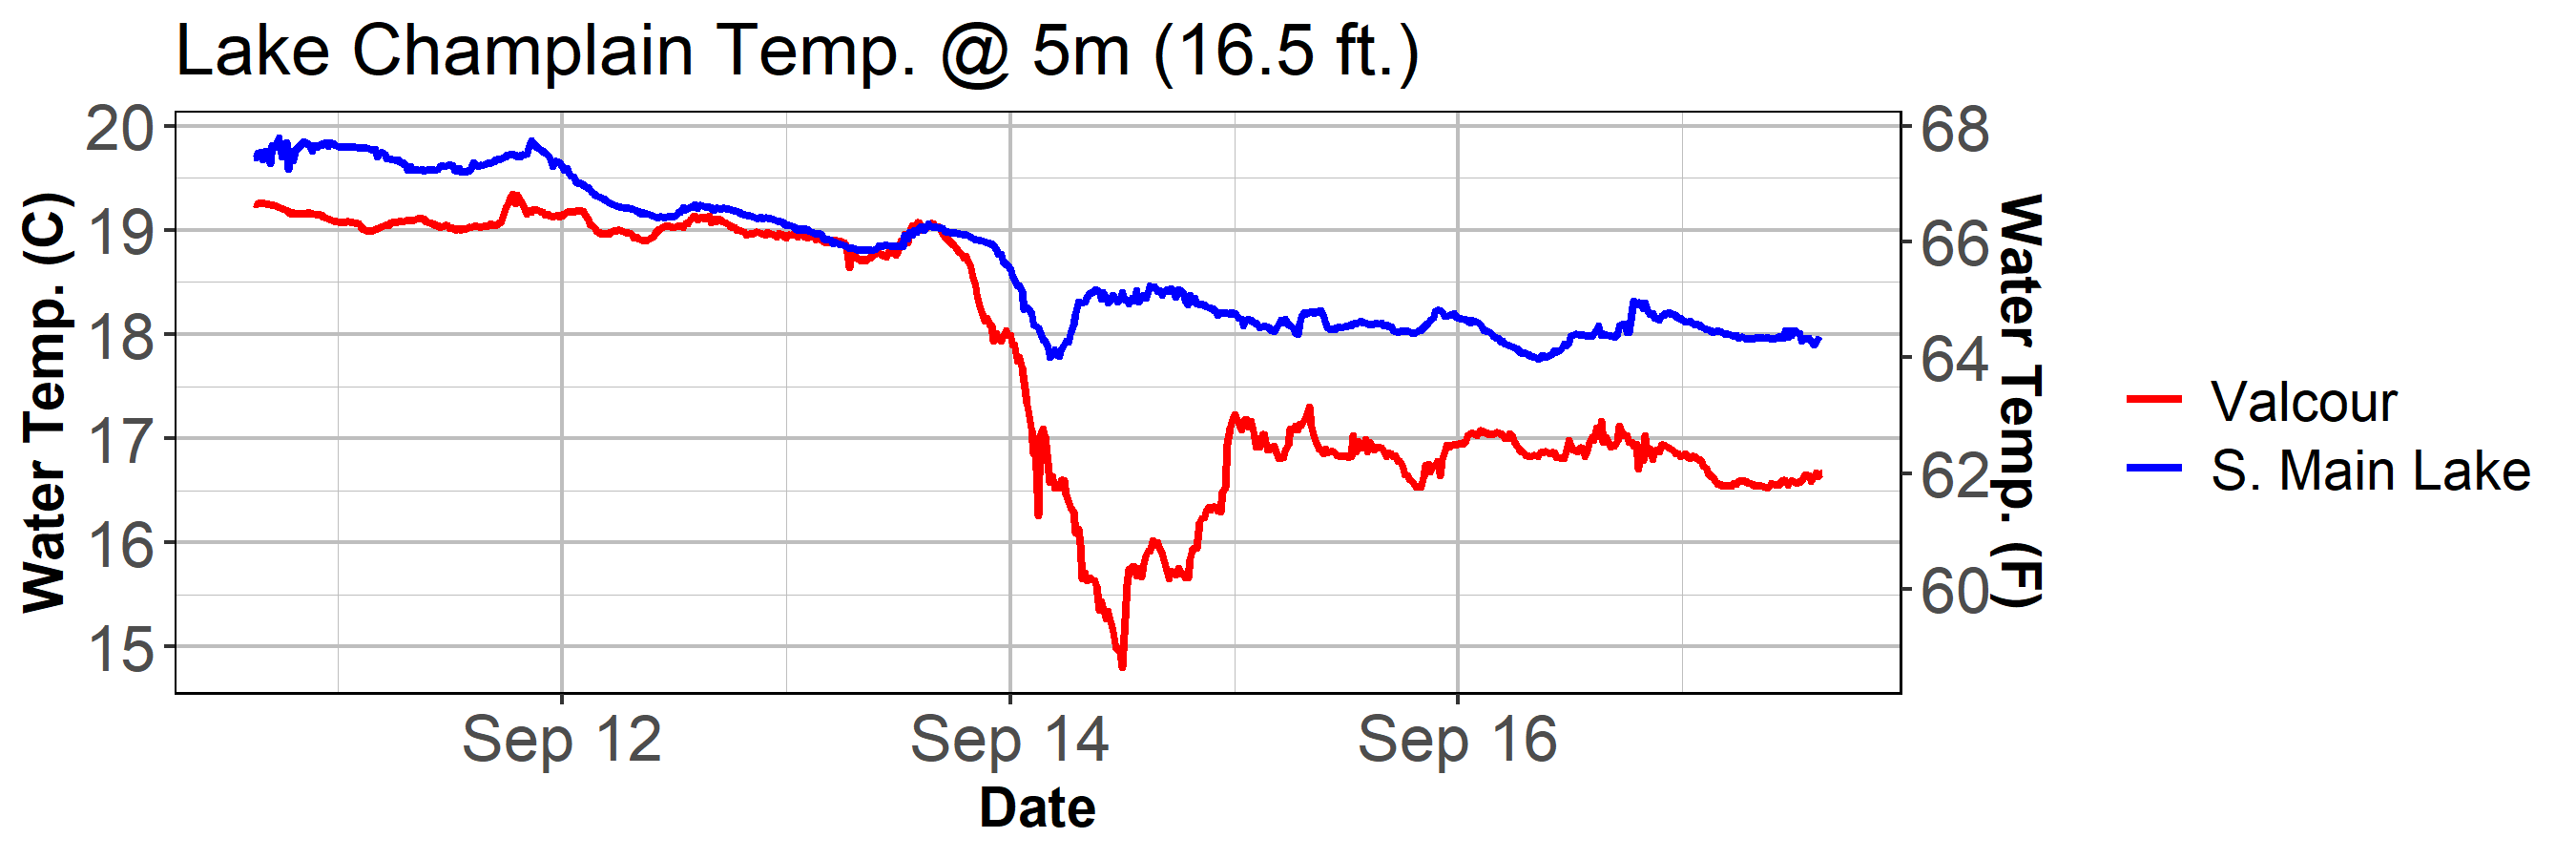 Lake Champlain Temp. @ 5m (16.5 ft.)
Water Temp. (C)
20
19
18
17
16
15
68
66
64
62
60
Water Temp. (F)
Sep 12
Sep 14
Sep 16
Date
Valcour
S. Main Lake